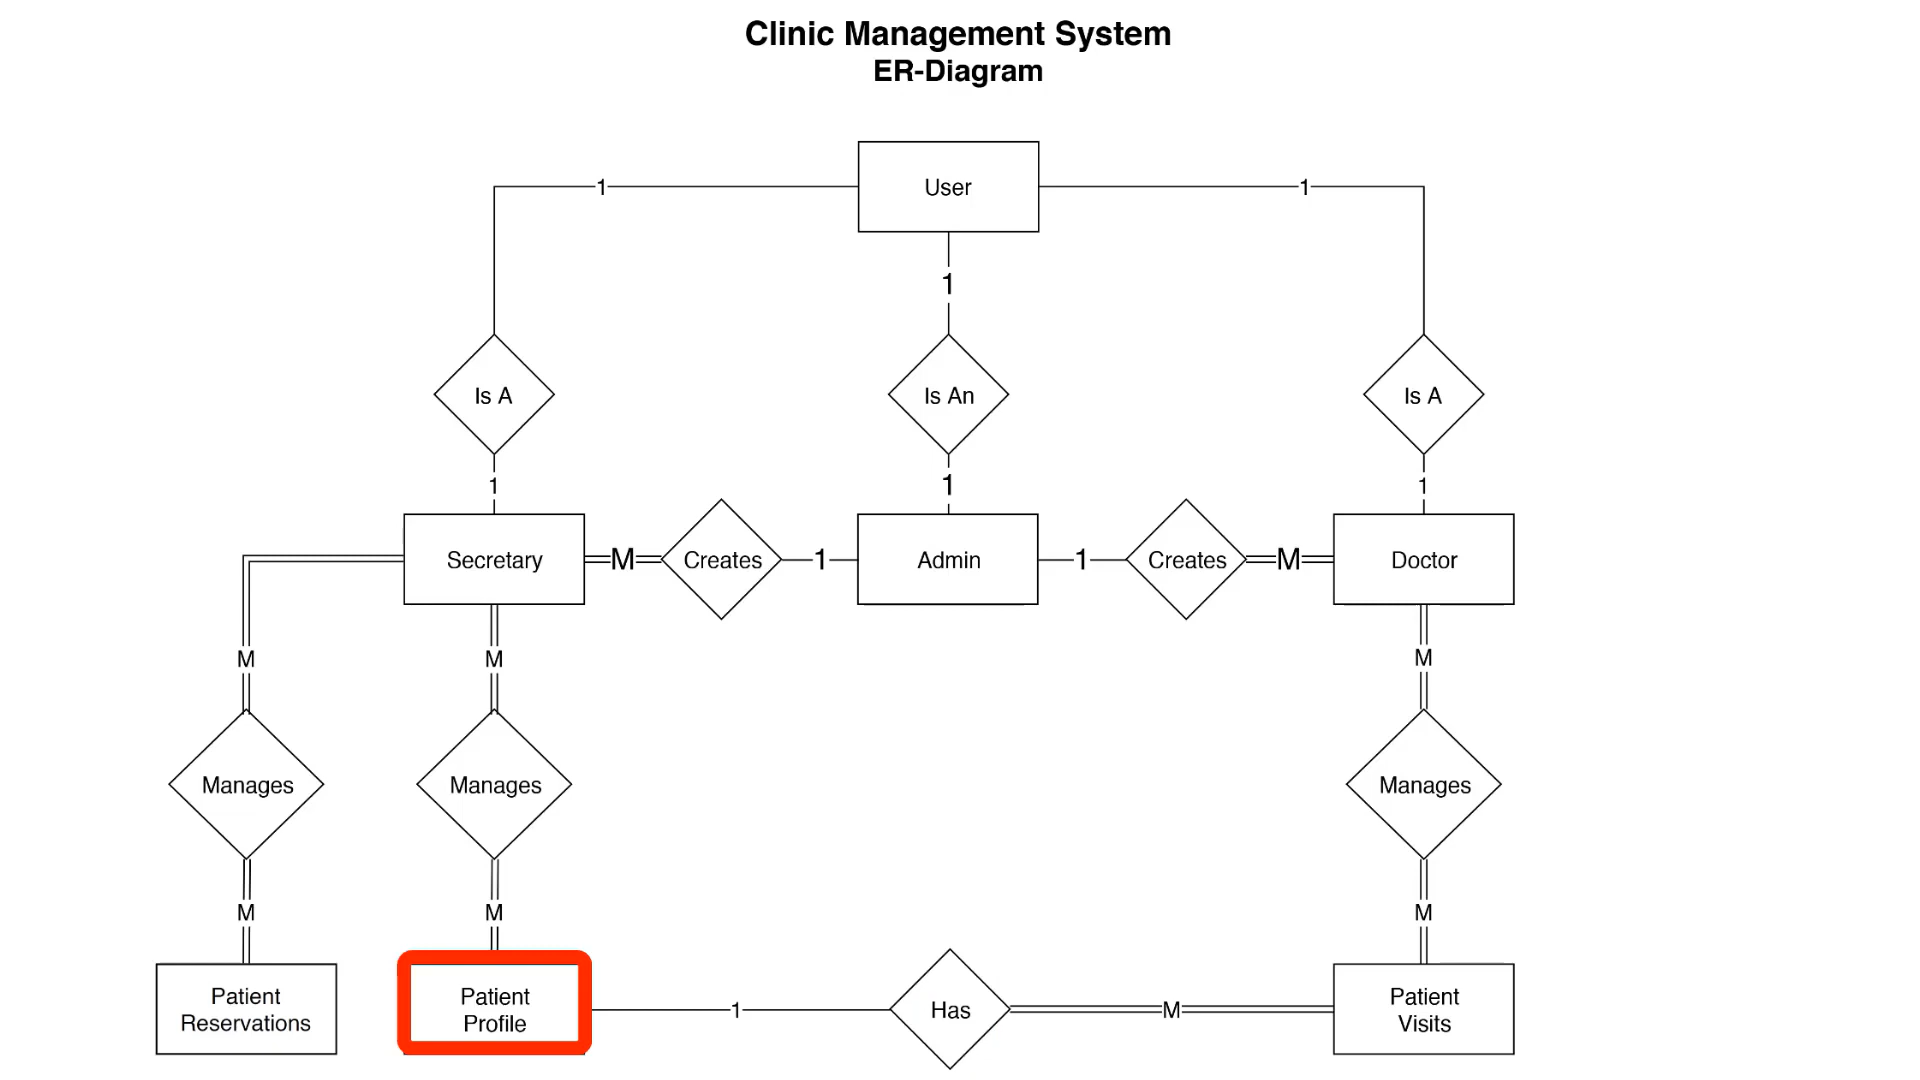 Clinic Management System
ER-Diagram
User
1
1
1
Is A
Is An
Is A
1
1
1
Secretary
M
Creates
1
Admin
1
Creates
M
Doctor
M
M
M
Manages
Manages
Manages
M
M
M
Patient
Reservations
Patient
Profile
1
Has
M
Patient
Visits